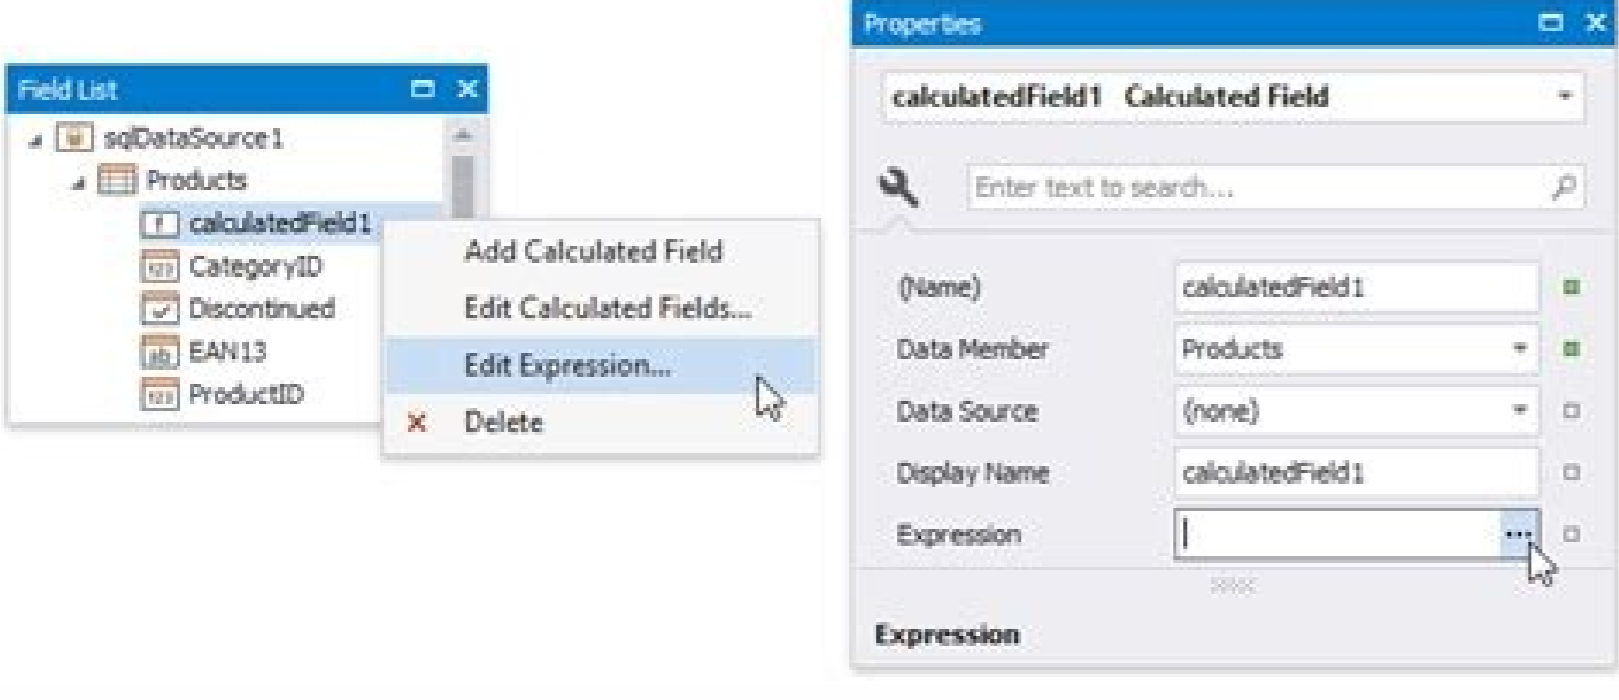 Field List
sqlDataSource1
Products
calculatedField1
CategoryID
Discontinued
EAN13
ProductID
Add Calculated Field
Edit Calculated Fields...
Edit Expression...
Delete
Properties
calculatedField1 Calculated Field
Enter text to search...
(Name) calculatedField1
Data Member Products
Data Source (none)
Display Name calculatedField1
Expression ...
Expression